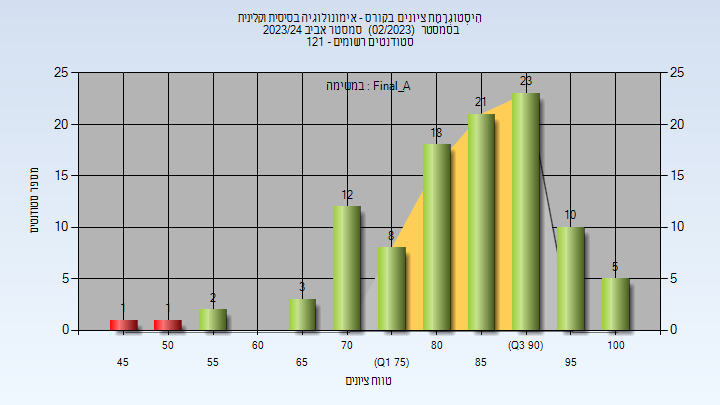 הִיסטוגרַמת ציונים בקורס - אימונולוגיה בסיסית וקלינית
בסמסטר (02/2023) סמסטר אביב 2023/24
סטודנטים רשומים - 121
במשימה : Final_A
25 25
20 20
15 15
10 10
5 5
0 0
מספר סטודנטים
1 1 2 3 12 8 18 21 23 10 5
50 60 70 80 (Q3 90) 100
45 55 65 (Q1 75) 85 95
טווח ציונים